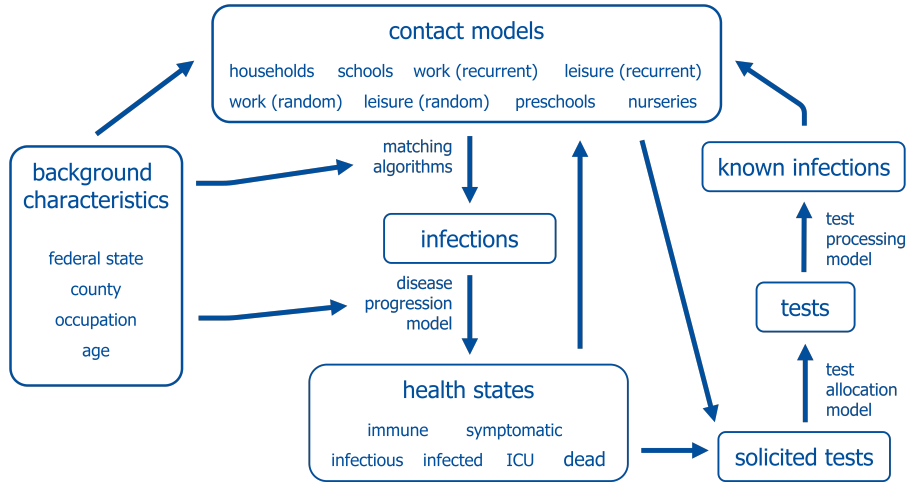 contact models
households schools work (recurrent) leisure (recurrent)
work (random) leisure (random) preschools nurseries
background
characteristics
federal state
county
occupation
age
matching
algorithms
infections
disease
progression
model
health states
immune symptomatic
infectious infected ICU dead
known infections
test
processing
model
tests
test
allocation
model
solicited tests